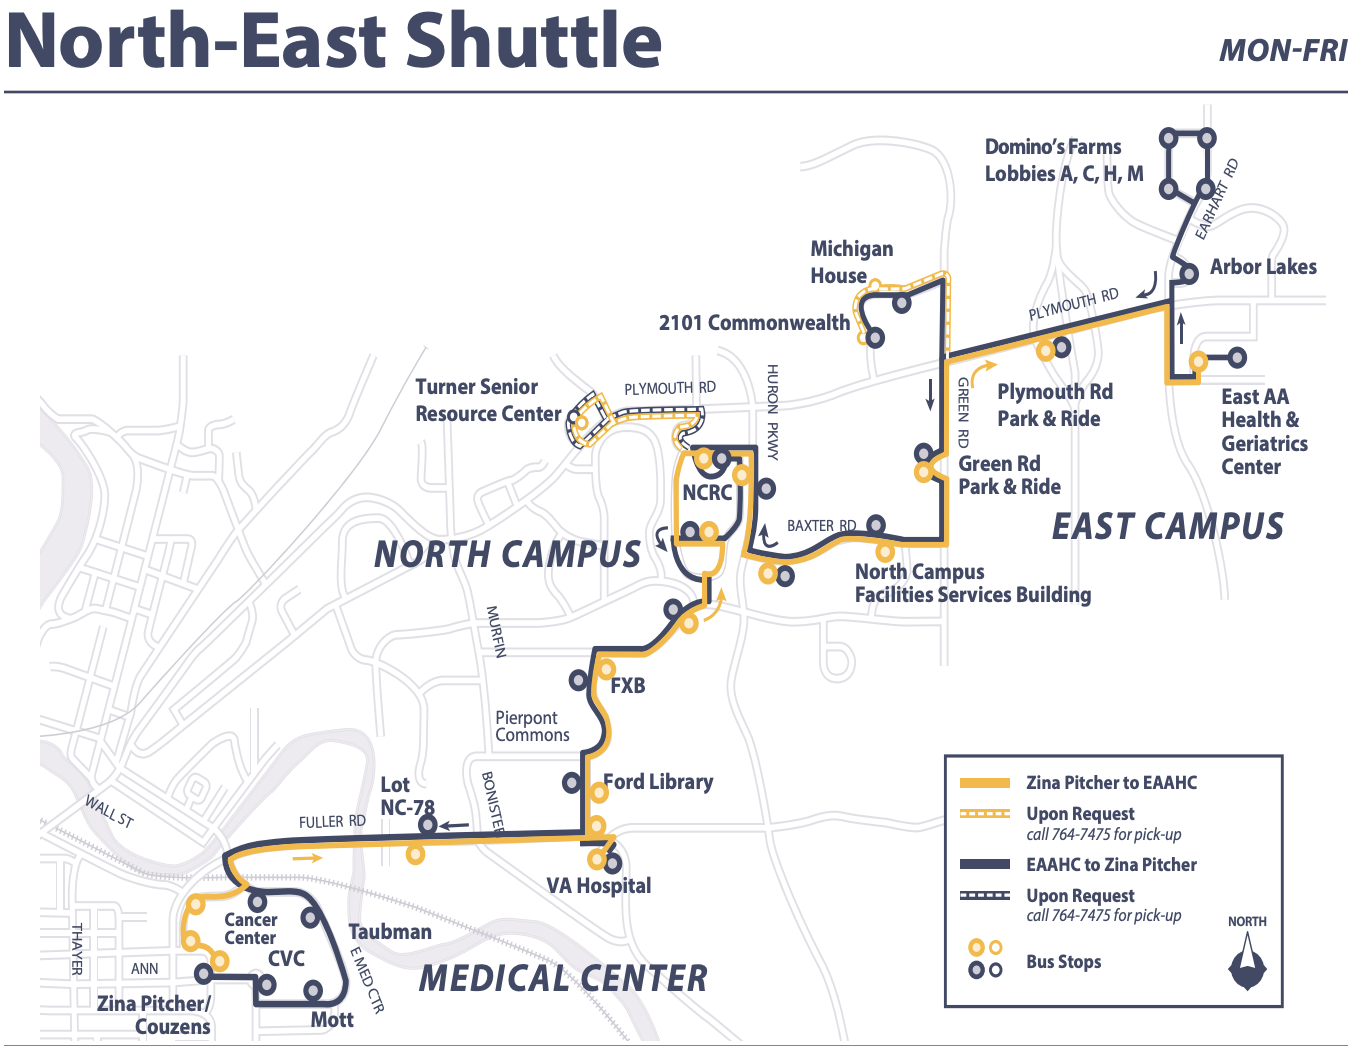 North-East Shuttle
MON-FRI
Domino's Farms
Lobbies A, C, H, M
EARHART RD
Michigan
House
Arbor Lakes
PLYMOUTH RD
2101 Commonwealth
Turner Senior
Resource Center
PLYMOUTH RD
HURON PKWY
GREEN RD
Plymouth Rd
Park & Ride
East AA
Health &
Geriatrics
Center
Green Rd
Park & Ride
NCRC
BAXTER RD
EAST CAMPUS
NORTH CAMPUS
North Campus
Facilities Services Building
MURFIN
FXB
Pierpont
Commons
Ford Library
BONISTEE
Lot
NC-78
WALL ST
FULLER RD
VA Hospital
Cancer
Center
Taubman
THAYER
ANN
CVC
E MED CTR
MEDICAL CENTER
Zina Pitcher/
Couzens
Mott
Zina Pitcher to EAAHC
Upon Request
call 764-7475 for pick-up
EAAHC to Zina Pitcher
Upon Request
call 764-7475 for pick-up
NORTH
Bus Stops